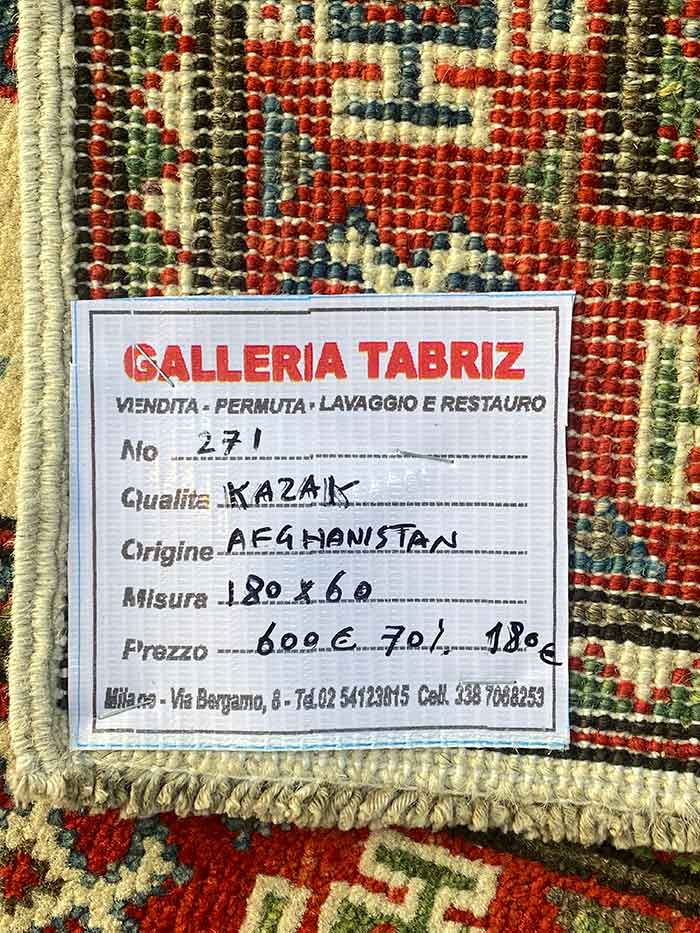 GALLERIA TABRIZ
VENDITA - PERMUTA - LAVAGGIO E RESTAURO
No 271
Qualita KAZAK
Origine AFGHANISTAN
Misura 180 x 60
Prezzo 600€ 70%. 180€
Milano - Via Bergamo, 8 - Tel.02 54123815 Cell. 338 7068253